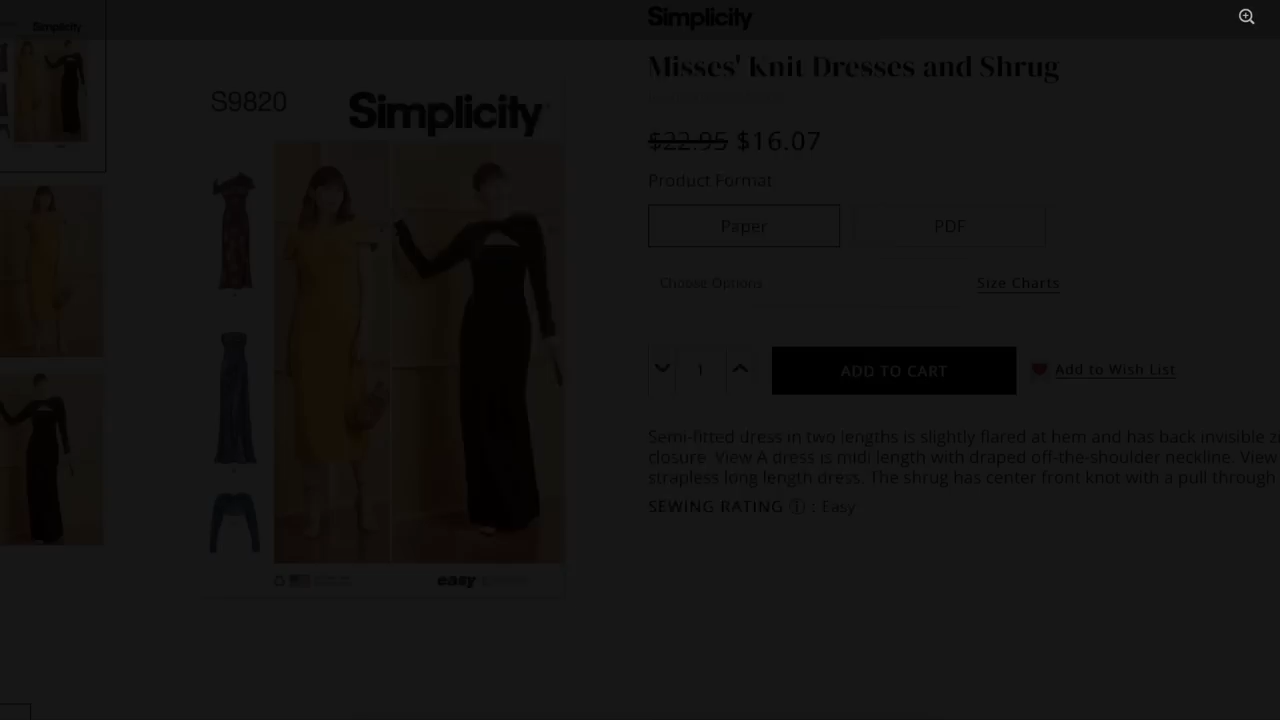 Simplicity
Simplicity
Misses' Knit Dresses and Shrug
S9820
Simplicity
$22.95 $16.07
Product Format
Paper
PDF
Choose Options
Size Charts
1
ADD TO CART
Add to Wish List
Semi-fitted dress in two lengths is slightly flared at hem and has back invisible
closure. View A dress is midi length with draped off-the-shoulder neckline. View
strapless long length dress. The shrug has center front knot with a pull through
SEWING RATING : Easy
easy